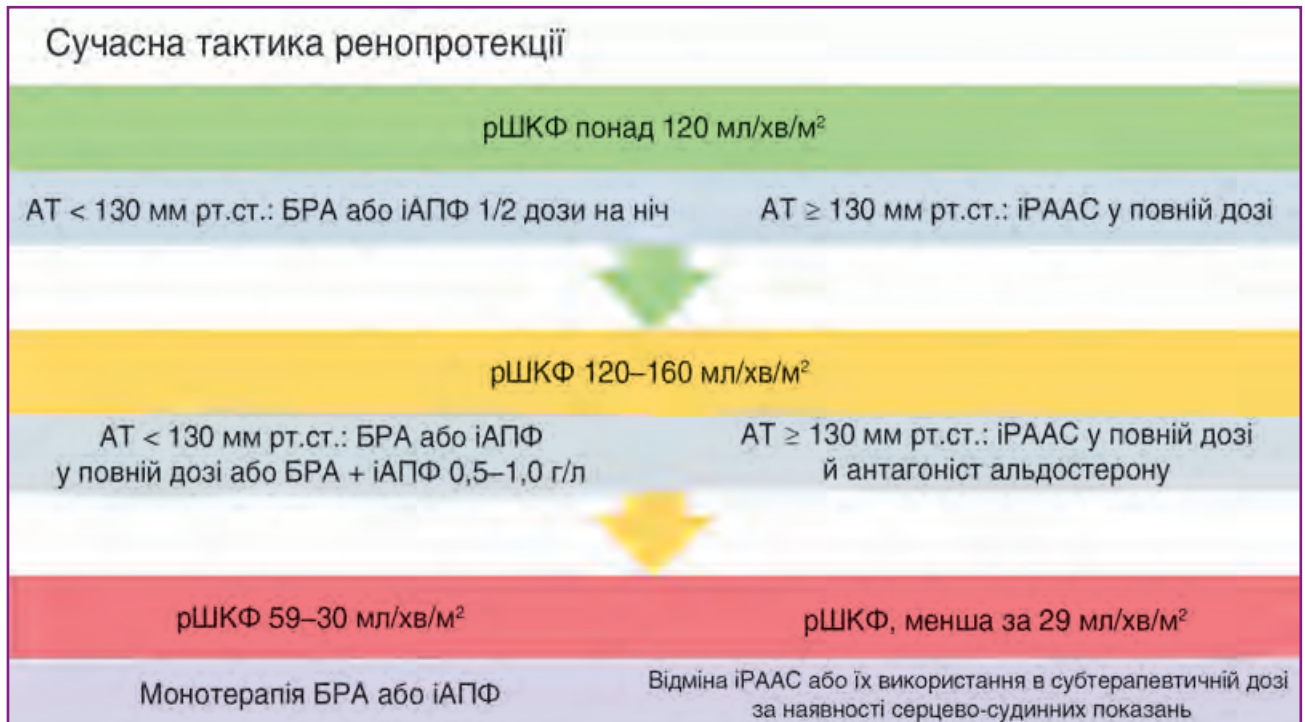 Сучасна тактика ренопротекції
рШКФ понад 120 мл/хв/м²
АТ < 130 мм рт.ст.: БРА або іАПФ 1/2 дози на ніч
АТ ≥ 130 мм рт.ст.: іРААС у повній дозі
рШКФ 120–160 мл/хв/м²
АТ < 130 мм рт.ст.: БРА або іАПФ
у повній дозі або БРА + іАПФ 0,5–1,0 г/л
АТ ≥ 130 мм рт.ст.: іРААС у повній дозі
й антагоніст альдостерону
рШКФ 59–30 мл/хв/м²
рШКФ, менша за 29 мл/хв/м²
Монотерапія БРА або іАПФ
Відміна іРААС або їх використання в субтерапевтичній дозі
за наявності серцево-судинних показань